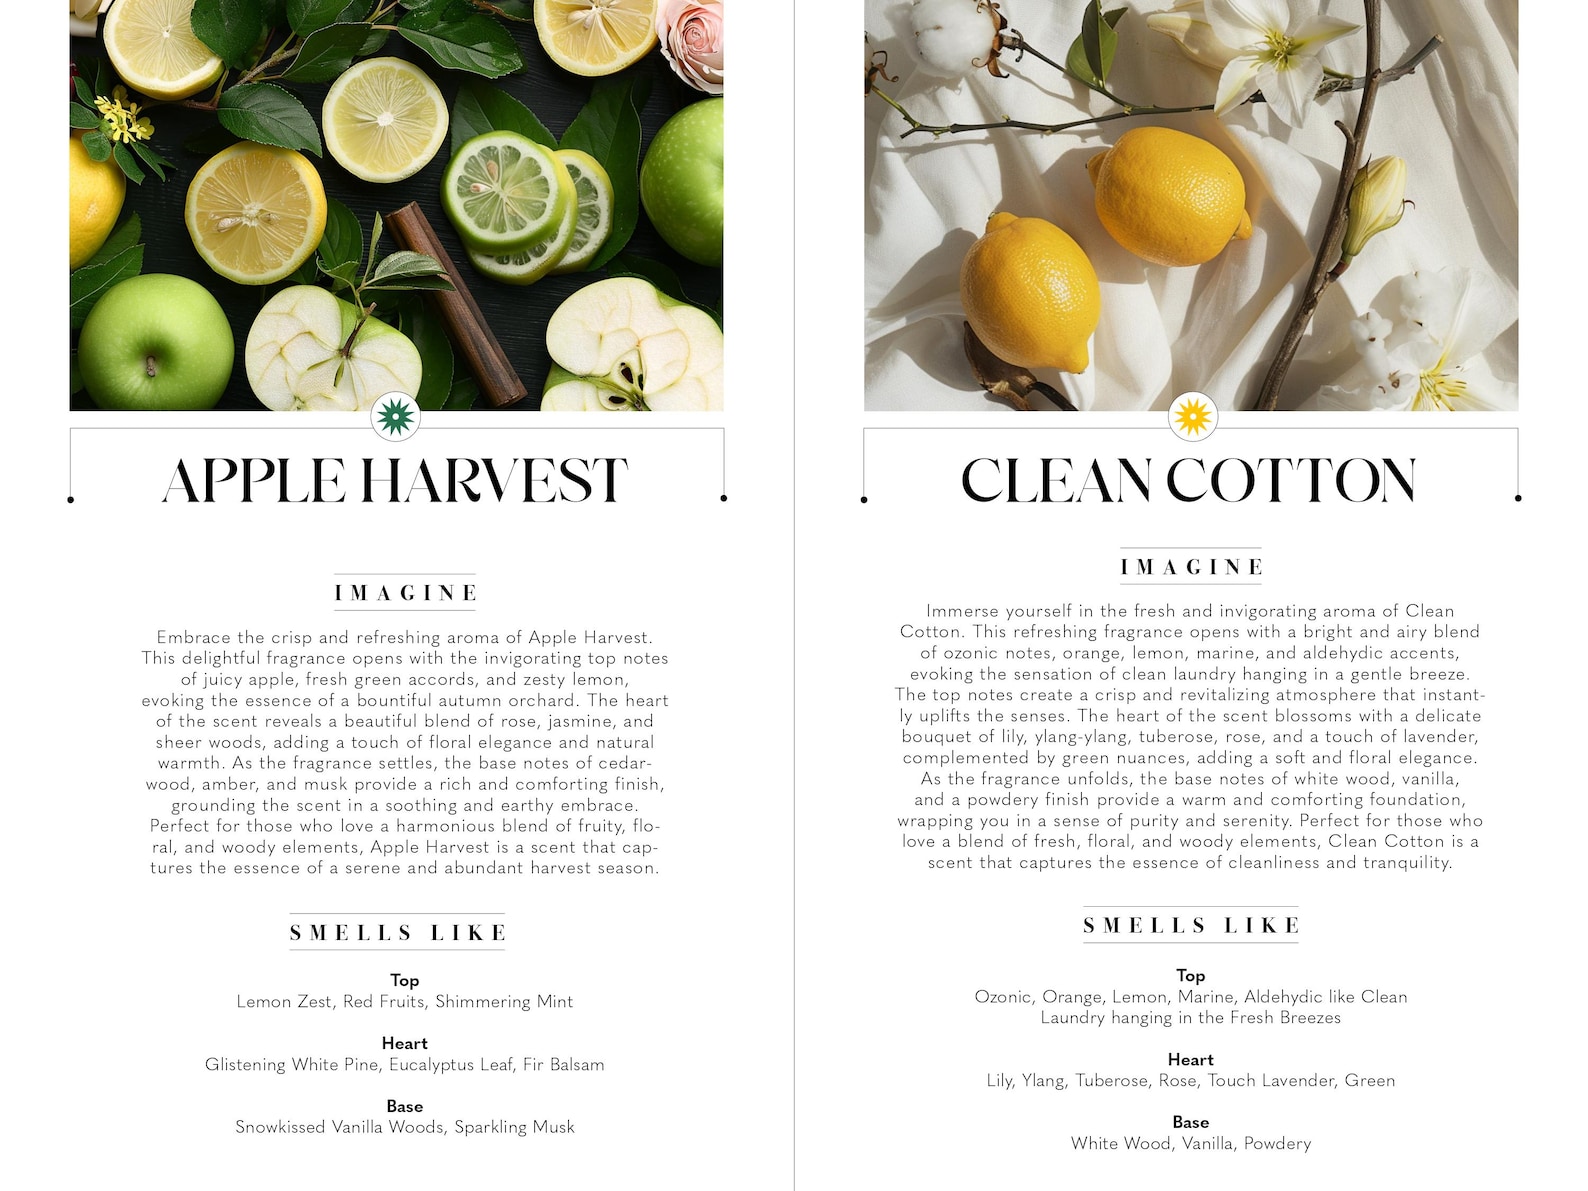 APPLE HARVEST
IMAGINE
Embrace the crisp and refreshing aroma of Apple Harvest.
This delightful fragrance opens with the invigorating top notes
of juicy apple, fresh green accords, and zesty lemon,
evoking the essence of a bountiful autumn orchard. The heart
of the scent reveals a beautiful blend of rose, jasmine, and
sheer woods, adding a touch of floral elegance and natural
warmth. As the fragrance settles, the base notes of cedar-
wood, amber, and musk provide a rich and comforting finish,
grounding the scent in a soothing and earthy embrace.
Perfect for those who love a harmonious blend of fruity, flo-
ral, and woody elements, Apple Harvest is a scent that cap-
tures the essence of a serene and abundant harvest season.
SMELLS LIKE
Top
Lemon Zest, Red Fruits, Shimmering Mint
Heart
Glistening White Pine, Eucalyptus Leaf, Fir Balsam
Base
Snowkissed Vanilla Woods, Sparkling Musk
CLEAN COTTON
IMAGINE
Immerse yourself in the fresh and invigorating aroma of Clean
Cotton. This refreshing fragrance opens with a bright and airy blend
of ozonic notes, orange, lemon, marine, and aldehydic accents,
evoking the sensation of clean laundry hanging in a gentle breeze.
The top notes create a crisp and revitalizing atmosphere that instant-
ly uplifts the senses. The heart of the scent blossoms with a delicate
bouquet of lily, ylang-ylang, tuberose, rose, and a touch of lavender,
complemented by green nuances, adding a soft and floral elegance.
As the fragrance unfolds, the base notes of white wood, vanilla,
and a powdery finish provide a warm and comforting foundation,
wrapping you in a sense of purity and serenity. Perfect for those who
love a blend of fresh, floral, and woody elements, Clean Cotton is a
scent that captures the essence of cleanliness and tranquility.
SMELLS LIKE
Top
Ozonic, Orange, Lemon, Marine, Aldehydic like Clean
Laundry hanging in the Fresh Breezes
Heart
Lily, Ylang, Tuberose, Rose, Touch Lavender, Green
Base
White Wood, Vanilla, Powdery